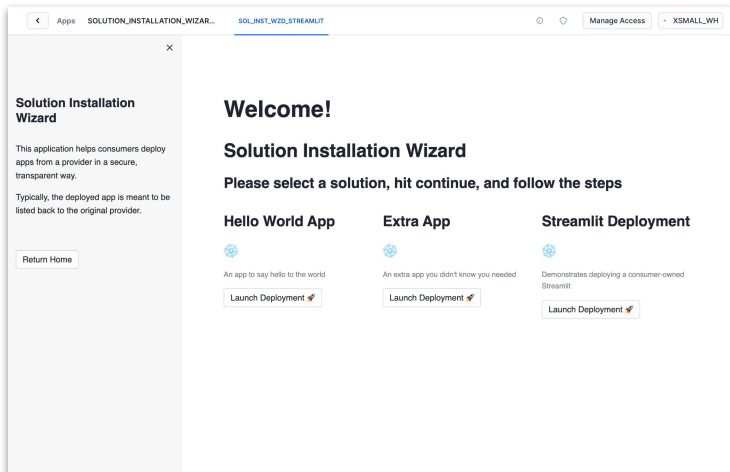 Apps SOLUTION_INSTALLATION_WIZAR... SOL_INST_WZD_STREAMLIT Manage Access XSMALL_WH
Solution Installation
Wizard
This application helps consumers deploy
apps from a provider in a secure,
transparent way.
Typically, the deployed app is meant to be
listed back to the original provider.
Return Home
Welcome!
Solution Installation Wizard
Please select a solution, hit continue, and follow the steps
Hello World App
An app to say hello to the world
Launch Deployment 🚀
Extra App
An extra app you didn't know you needed
Launch Deployment 🚀
Streamlit Deployment
Demonstrates deploying a consumer-owned
Streamlit
Launch Deployment 🚀